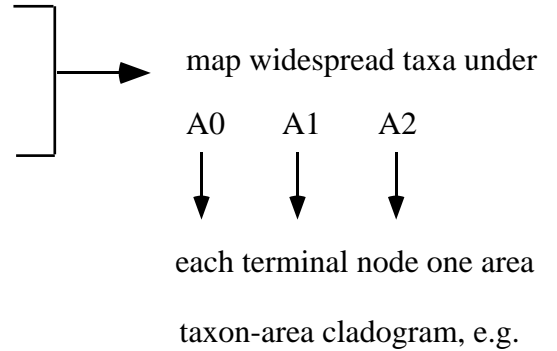 map widespread taxa under
A0 A1 A2
each terminal node one area
taxon-area cladogram, e.g.